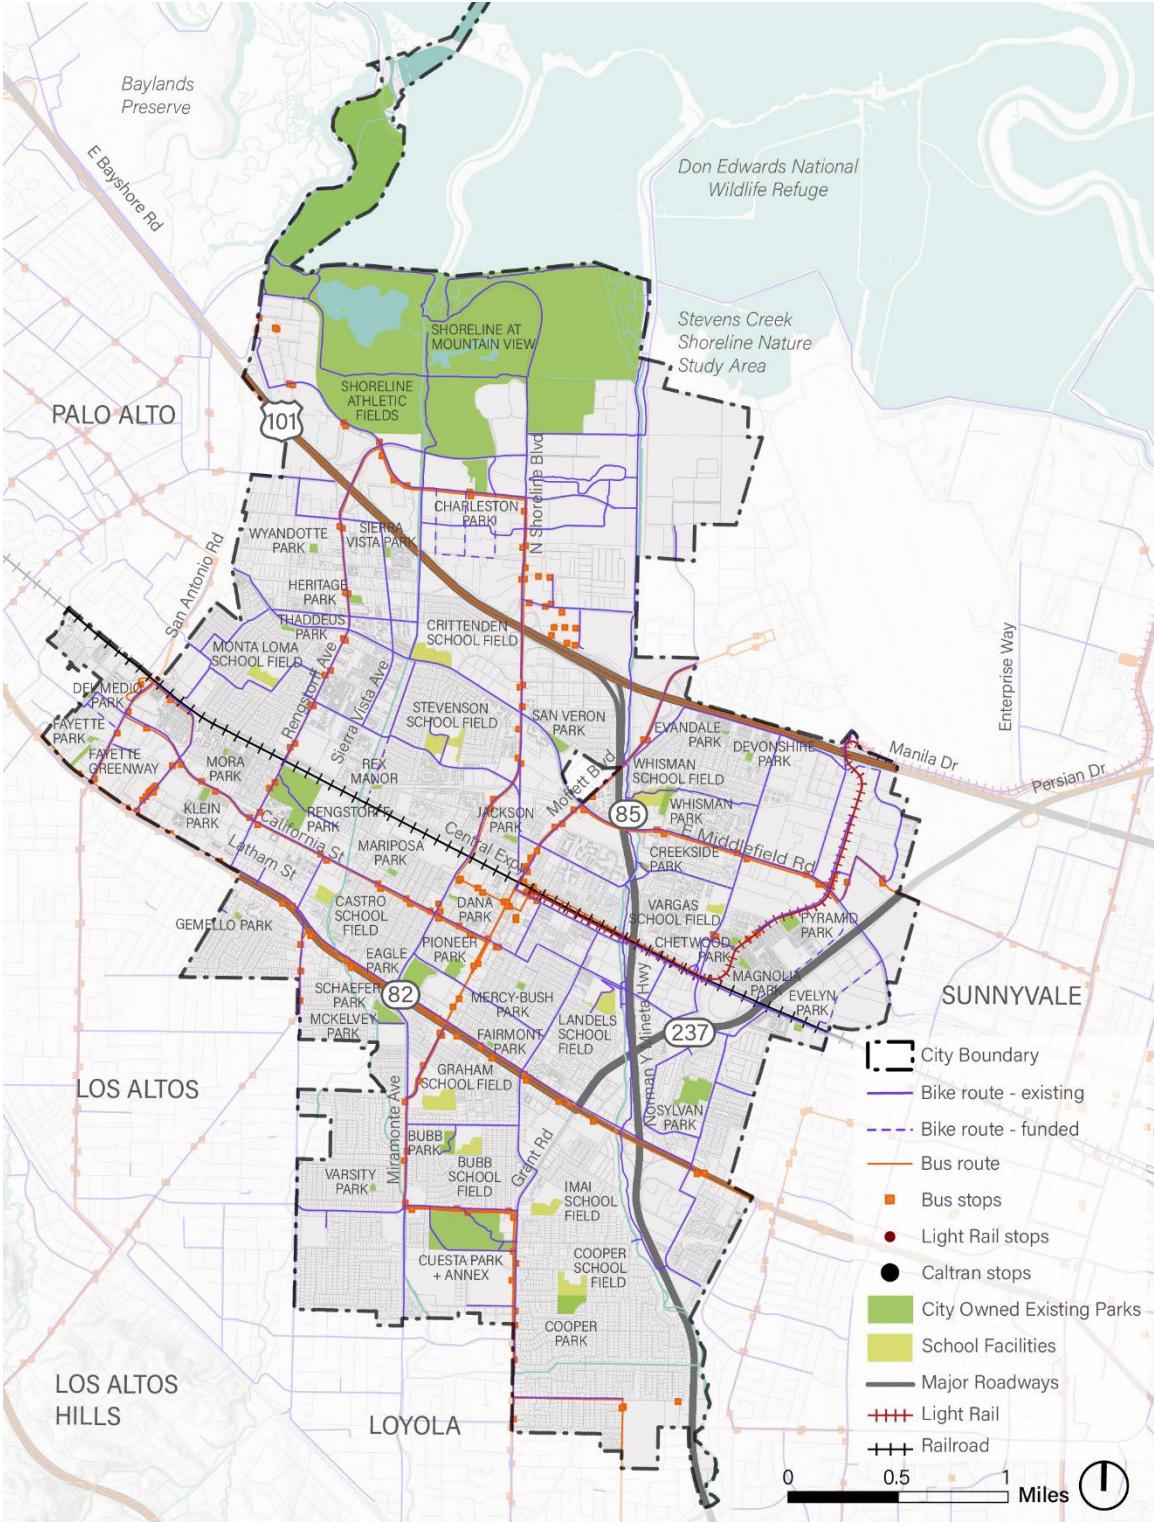 Baylands
Preserve
E Bayshore Rd
Don Edwards National
Wildlife Refuge
SHORELINE AT
MOUNTAIN VIEW
Stevens Creek
Shoreline Nature
Study Area
SHORELINE
ATHLETIC
FIELDS
PALO ALTO
101
N Shoreline Blvd
CHARLESTON
PARK
WYANDOTTE
PARK
SIERRA
VISTA PARK
San Antonio Rd
HERITAGE
PARK
THADDEUS
PARK
CRITTENDEN
SCHOOL FIELD
MONTA LOMA
SCHOOL FIELD
Rengstorff Ave
Sierra Vista Ave
Enterprise Way
DEL MEDIO
PARK
STEVENSON
SCHOOL FIELD
SAN VERON
PARK
FAYETTE
PARK
EVANDALE
PARK
DEVONSHIRE
PARK
Manila Dr
Persian Dr
FAYETTE
GREENWAY
MORA
PARK
REX
MANOR
Moffett Blvd
WHISMAN
SCHOOL FIELD
KLEIN
PARK
RENGSTORFF
PARK
JACKSON
PARK
85
WHISMAN
PARK
California St
Latham St
MARIPOSA
PARK
Central Exp
E Middlefield Rd
CREEKSIDE
PARK
GEMELLO PARK
CASTRO
SCHOOL
FIELD
DANA
PARK
VARGAS
SCHOOL FIELD
PYRAMID
PARK
EAGLE
PARK
PIONEER
PARK
CHETWOOD
PARK
MAGNOLIA
PARK
SCHAEFER
PARK
82
MERCY-BUSH
PARK
EVELYN
PARK
SUNNYVALE
MCKELVEY
PARK
FAIRMONT
PARK
LANDELS
SCHOOL
FIELD
237
Norman Y Mineta Hwy
LOS ALTOS
GRAHAM
SCHOOL FIELD
Miramonte Ave
SYLVAN
PARK
BUBB
PARK
BUBB
SCHOOL
FIELD
Grant Rd
VARSITY
PARK
IMAI
SCHOOL
FIELD
CUESTA PARK
+ ANNEX
COOPER
SCHOOL
FIELD
COOPER
PARK
LOS ALTOS
HILLS
LOYOLA
City Boundary
Bike route - existing
Bike route - funded
Bus route
Bus stops
Light Rail stops
Caltran stops
City Owned Existing Parks
School Facilities
Major Roadways
Light Rail
Railroad
0 0.5 1
Miles